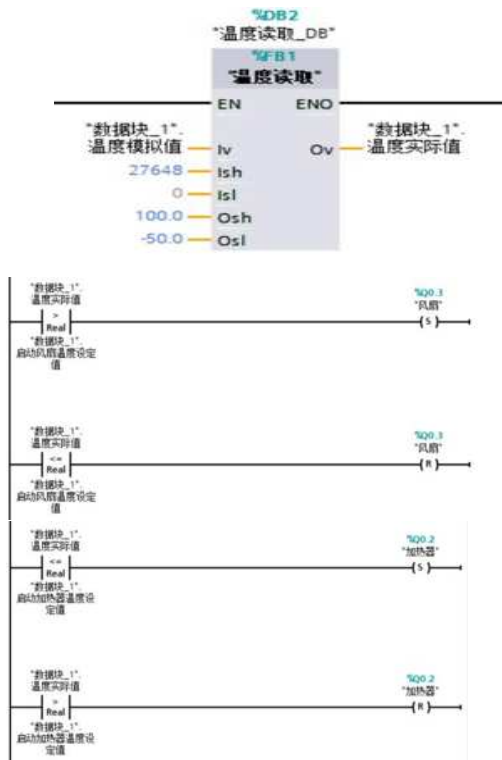 %DB2
"温度读取_DB"
%FB1
"温度读取"
EN ENO
"数据块_1".
温度模拟值 Iv
Ov "数据块_1".
温度实际值
27648 Ish
0 Isl
100.0 Osh
-50.0 Osl
"数据块_1".
温度实际值
>
Real
"数据块_1".
启动风扇温度设定
值
%Q0.3
"风扇"
S
"数据块_1".
温度实际值
<=
Real
"数据块_1".
启动风扇温度设定
值
%Q0.3
"风扇"
R
"数据块_1".
温度实际值
<=
Real
"数据块_1".
启动加热器温度设
定值
%Q0.2
"加热器"
S
"数据块_1".
温度实际值
>
Real
"数据块_1".
启动加热器温度设
定值
%Q0.2
"加热器"
R